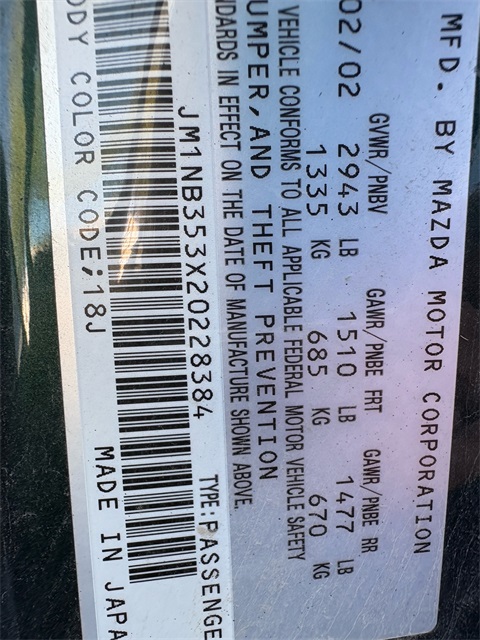 MFD. BY MAZDA MOTOR CORPORATION
02/02
GVWR/PNBV GAWR/PNBE FRT GAWR/PNBE RR
2943 LB 1510 LB 1477 LB
1335 KG 685 KG 670 KG
VEHICLE CONFORMS TO ALL APPLICABLE FEDERAL MOTOR VEHICLE SAFETY
UMPER, AND THEFT PREVENTION
NDARDS IN EFFECT ON THE DATE OF MANUFACTURE SHOWN ABOVE.
JM1NB353X20228384 TYPE:PASSENGE
ODY COLOR CODE;18J MADE IN JAPA